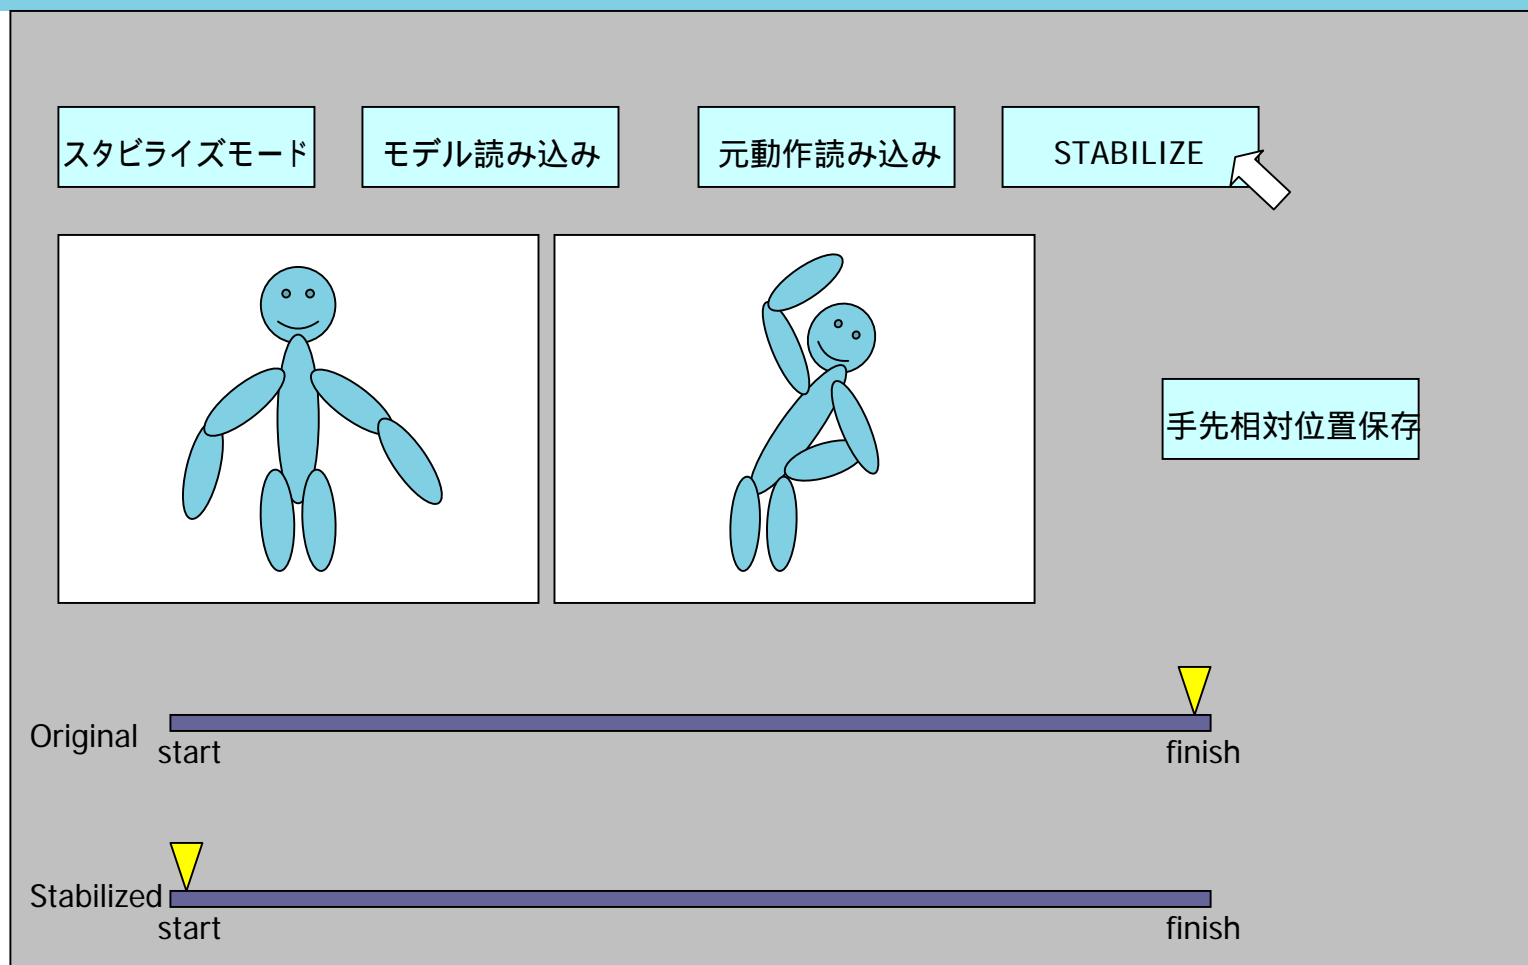 スタビライズモード
モデル読み込み
元動作読み込み
STABILIZE
手先相対位置保存
Original
start
finish
Stabilized
start
finish